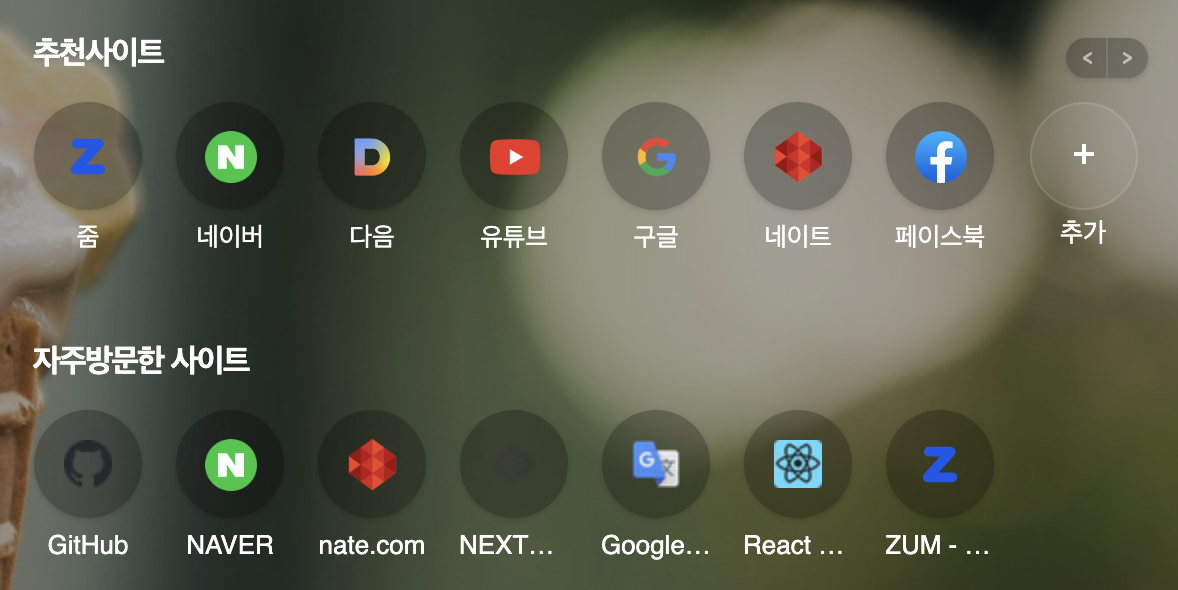 추천사이트
< >
줌 네이버 다음 유튜브 구글 네이트 페이스북 추가
자주방문한 사이트
GitHub NAVER nate.com NEXT... Google... React ... ZUM - ...